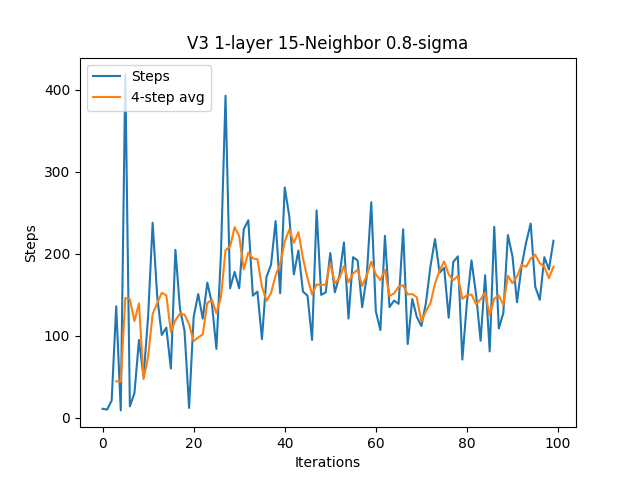 V3 1-layer 15-Neighbor 0.8-sigma
Steps
4-step avg
400
300
200
100
0
Steps
0 20 40 60 80 100
Iterations